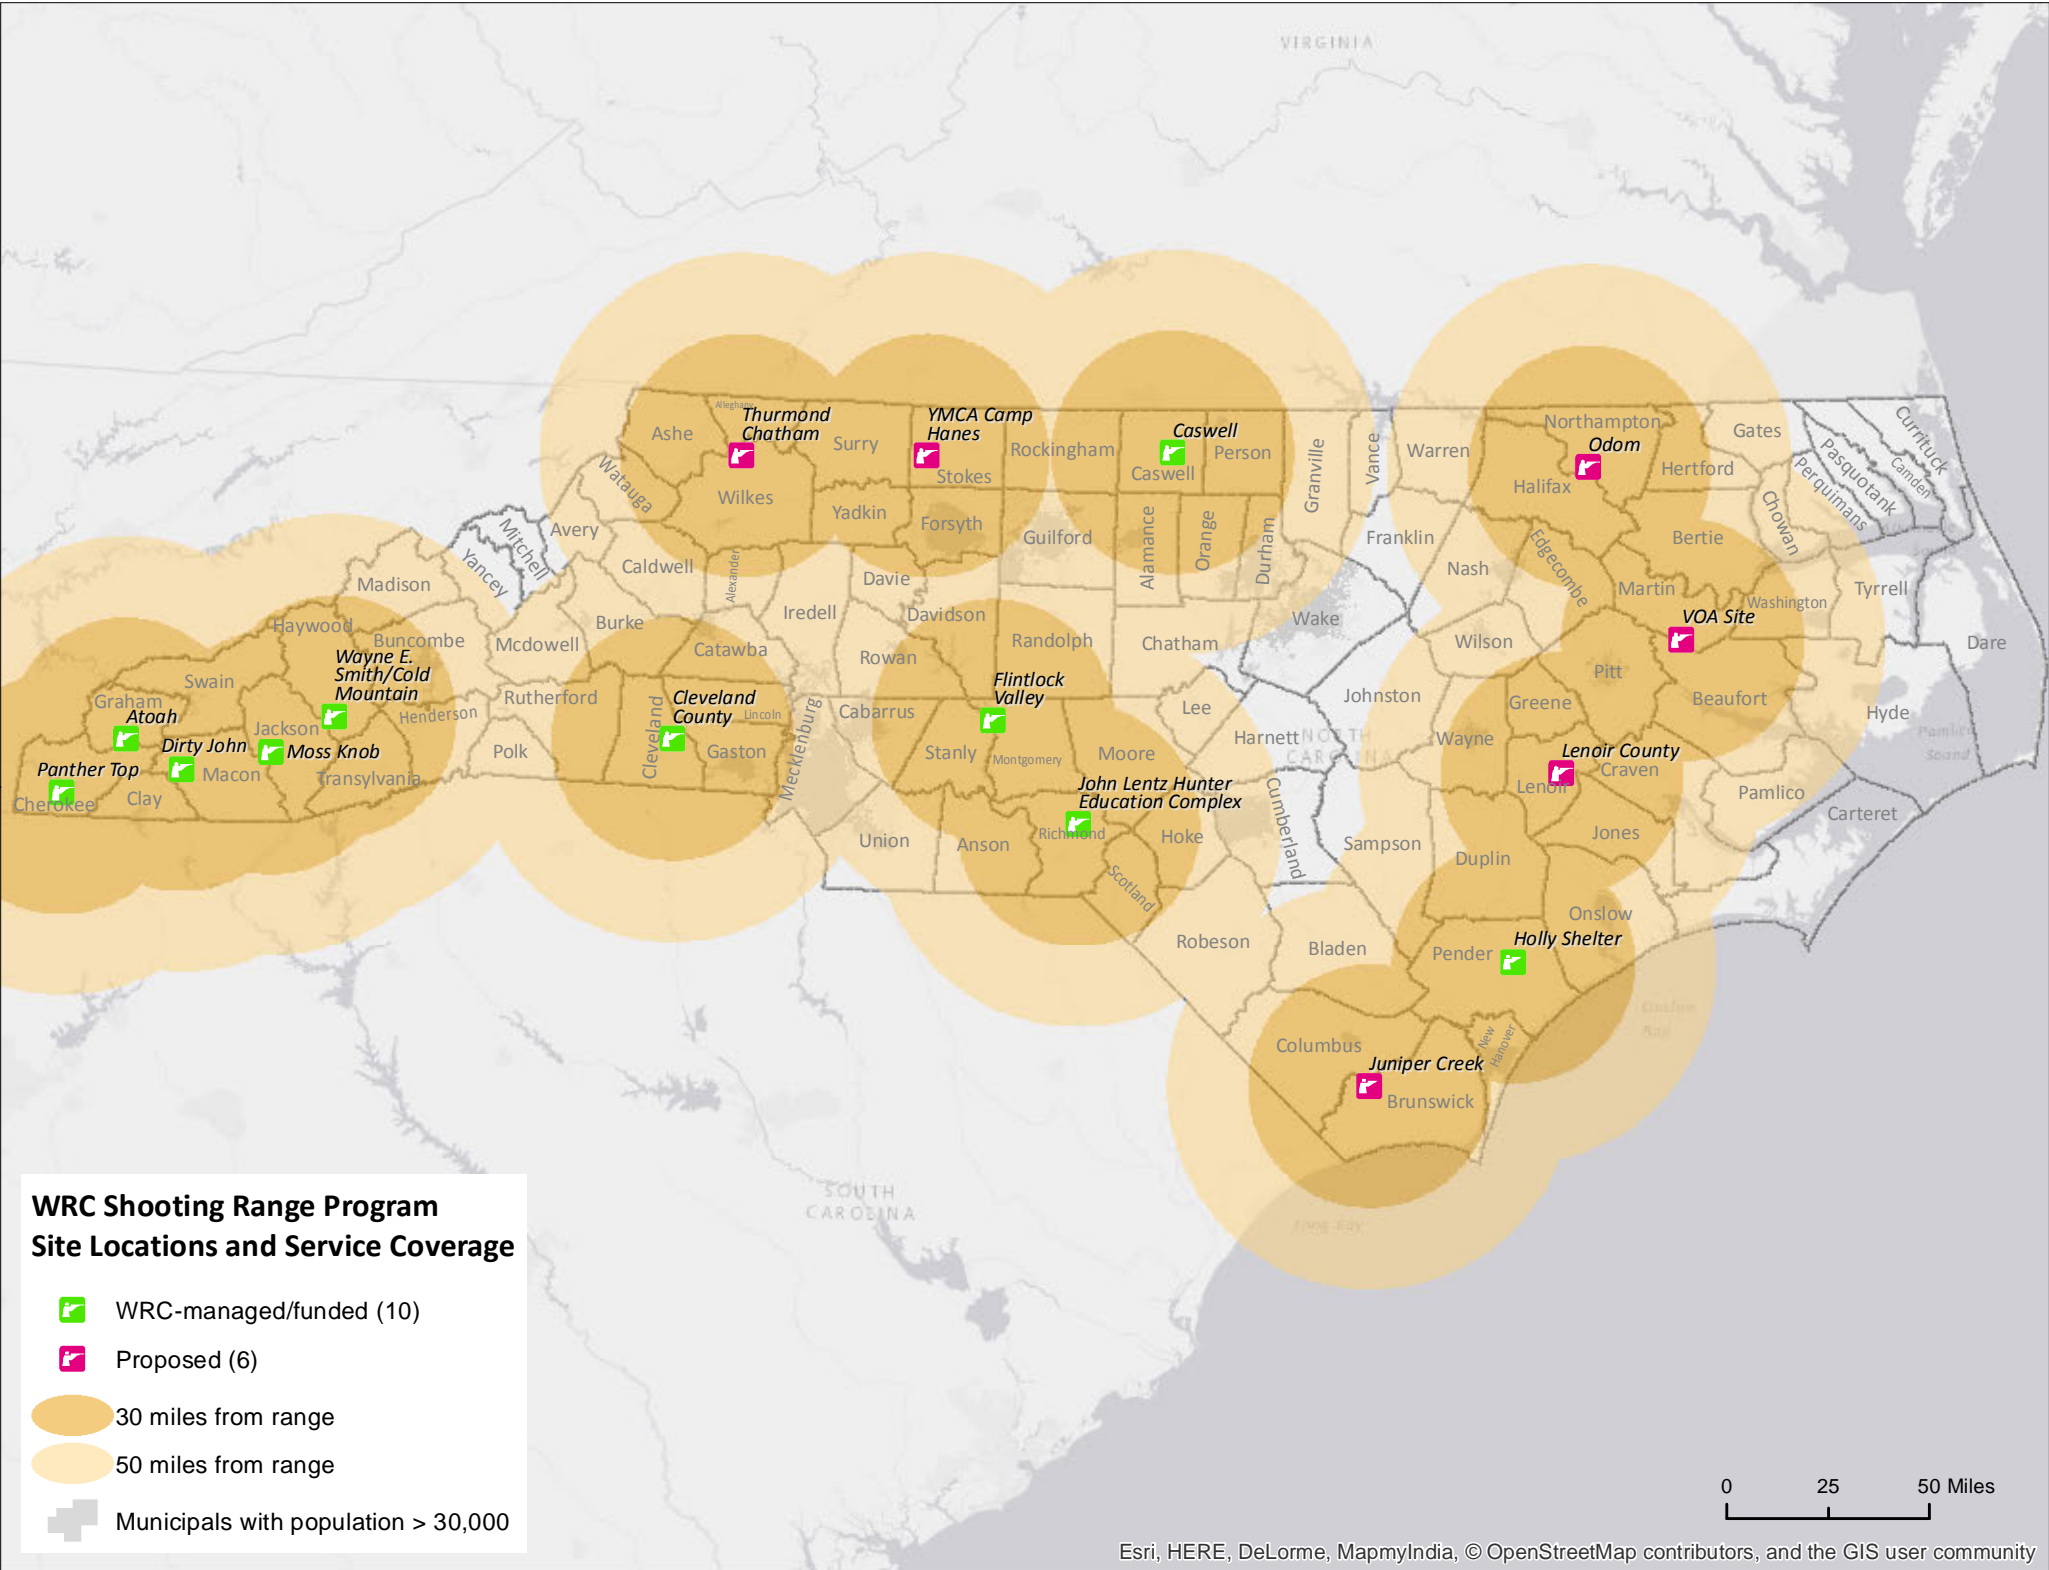 VIRGINIA
Alleghany
Thurmond
Chatham
YMCA Camp
Hanes
Caswell
Northampton
Odom
Gates
Currituck
Camden
Pasquotank
Perquimans
Chowan
Ashe
Surry
Stokes
Rockingham
Caswell
Person
Granville
Vance
Warren
Halifax
Hertford
Watauga
Wilkes
Yadkin
Forsyth
Guilford
Alamance
Orange
Durham
Franklin
Nash
Edgecombe
Bertie
Mitchell
Yancey
Avery
Caldwell
Alexander
Davie
Iredell
Davidson
Randolph
Chatham
Wake
Wilson
Martin
Washington
Tyrrell
Dare
VOA Site
Madison
Haywood
Buncombe
Mcdowell
Burke
Catawba
Rowan
Pitt
Beaufort
Hyde
Wayne E.
Smith/Cold
Mountain
Swain
Graham
Atoah
Jackson
Henderson
Rutherford
Cleveland
Cleveland
County
Lincoln
Gaston
Mecklenburg
Cabarrus
Flintlock
Valley
Stanly
Montgomery
Moore
Lee
Harnett
NORTH
CAROLINA
Johnston
Wayne
Greene
Lenoir County
Lenoir
Craven
Pamlico
Pamlico
Sound
Carteret
Dirty John
Moss Knob
Panther Top
Cherokee
Clay
Macon
Transylvania
Polk
John Lentz Hunter
Education Complex
Richmond
Hoke
Cumberland
Sampson
Duplin
Jones
Union
Anson
Scotland
Robeson
Bladen
Pender
Onslow
Holly Shelter
Onslow
Bay
New
Hanover
Columbus
Juniper Creek
Brunswick
Long Bay
SOUTH
CAROLINA
WRC Shooting Range Program
Site Locations and Service Coverage
WRC-managed/funded (10)
Proposed (6)
30 miles from range
50 miles from range
Municipals with population > 30,000
0 25 50 Miles
Esri, HERE, DeLorme, MapmyIndia, © OpenStreetMap contributors, and the GIS user community